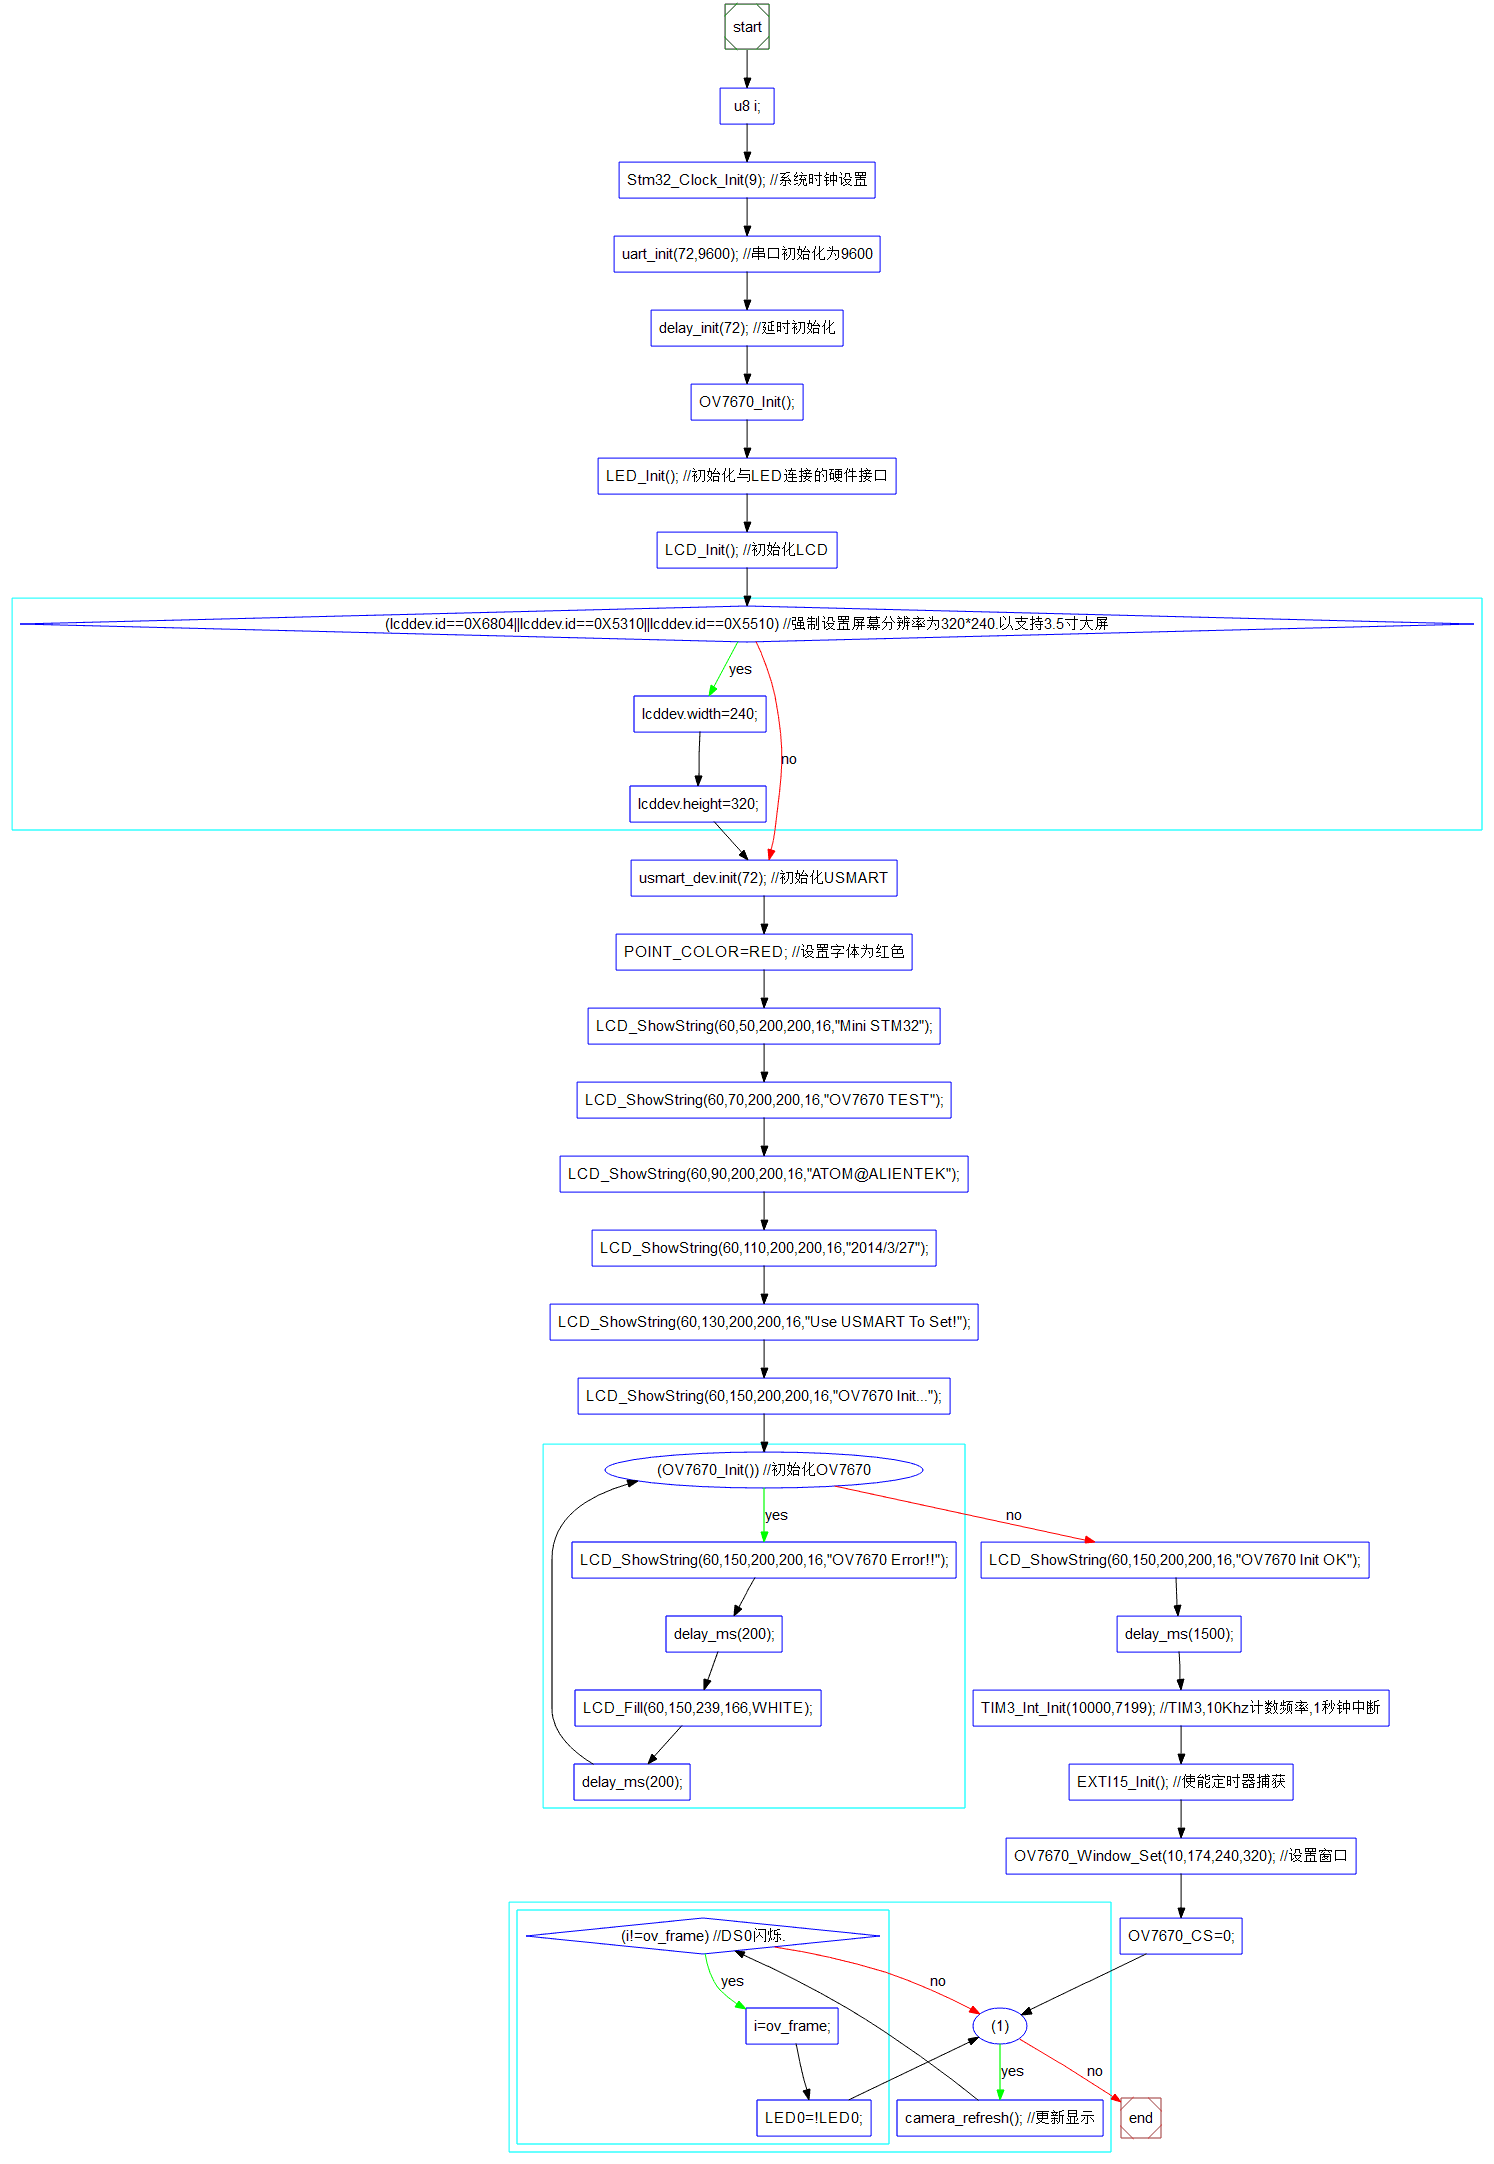 start
u8 i;
Stm32_Clock_Init(9); //系统时钟设置
uart_init(72,9600); //串口初始化为9600
delay_init(72); //延时初始化
OV7670_Init();
LED_Init(); //初始化与LED连接的硬件接口
LCD_Init(); //初始化LCD
(lcddev.id==0X6804||lcddev.id==0X5310||lcddev.id==0X5510) //强制设置屏幕分辨率为320*240.以支持3.5寸大屏
yes
lcddev.width=240;
no
lcddev.height=320;
usmart_dev.init(72); //初始化USMART
POINT_COLOR=RED; //设置字体为红色
LCD_ShowString(60,50,200,200,16,"Mini STM32");
LCD_ShowString(60,70,200,200,16,"OV7670 TEST");
LCD_ShowString(60,90,200,200,16,"ATOM@ALIENTEK");
LCD_ShowString(60,110,200,200,16,"2014/3/27");
LCD_ShowString(60,130,200,200,16,"Use USMART To Set!");
LCD_ShowString(60,150,200,200,16,"OV7670 Init...");
(OV7670_Init()) //初始化OV7670
yes
no
LCD_ShowString(60,150,200,200,16,"OV7670 Error!!");
LCD_ShowString(60,150,200,200,16,"OV7670 Init OK");
delay_ms(200);
delay_ms(1500);
LCD_Fill(60,150,239,166,WHITE);
TIM3_Int_Init(10000,7199); //TIM3,10Khz计数频率,1秒钟中断
delay_ms(200);
EXTI15_Init(); //使能定时器捕获
OV7670_Window_Set(10,174,240,320); //设置窗口
(i!=ov_frame) //DS0闪烁.
OV7670_CS=0;
yes
no
i=ov_frame;
(1)
yes
no
LED0=!LED0;
camera_refresh(); //更新显示
end